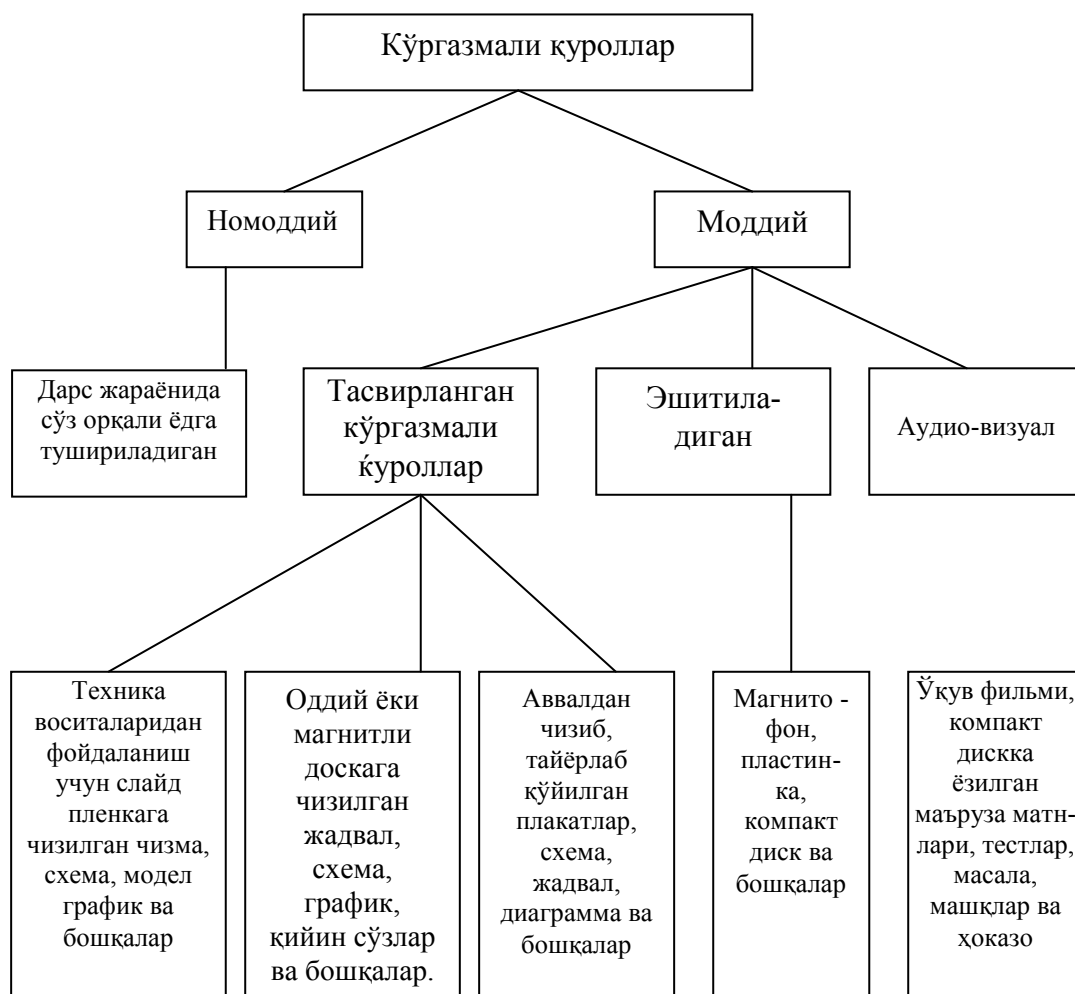 Кўргазмали қуроллар
Номоддий
Моддий
Дарс жараёнида
сўз орқали ёдга
тушириладиган
Тасвирланган
кўргазмали
ќуроллар
Эшитила-
диган
Аудио-визуал
Техника
воситаларидан
фойдаланиш
учун слайд
пленкага
чизилган чизма,
схема, модел
график ва
бошқалар
Оддий ёки
магнитли
доскага
чизилган
жадвал,
схема,
график,
қийин сўзлар
ва бошқалар.
Аввалдан
чизиб,
тайёрлаб
қўйилган
плакатлар,
схема,
жадвал,
диаграмма ва
бошқалар
Магнито -
фон,
пластин-
ка,
компакт
диск ва
бошқалар
Ўқув фильми,
компакт
дискка
ёзилган
маъруза матн-
лари, тестлар,
масала,
машқлар ва
ҳоказо